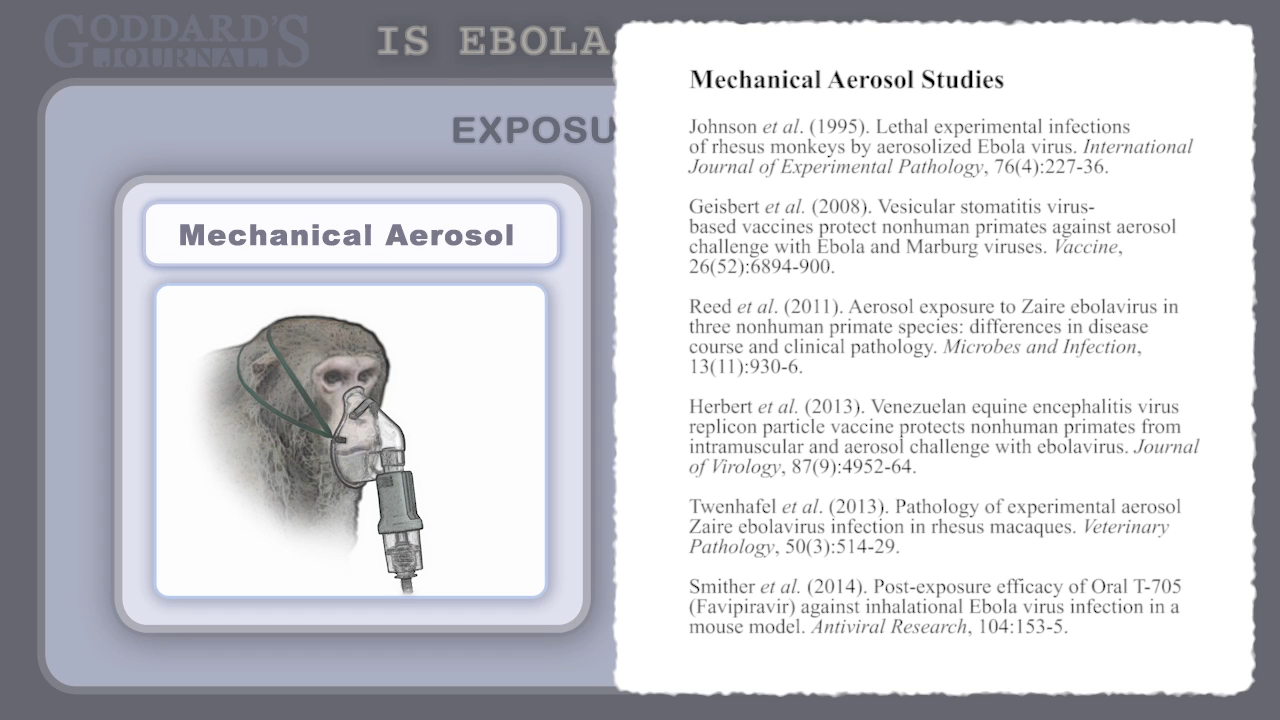 GODDARD'S
JOURNAL
IS EBOLA
EXPOSU
Mechanical Aerosol
Mechanical Aerosol Studies
Johnson et al. (1995). Lethal experimental infections
of rhesus monkeys by aerosolized Ebola virus. International
Journal of Experimental Pathology, 76(4):227-36.
Geisbert et al. (2008). Vesicular stomatitis virus-
based vaccines protect nonhuman primates against aerosol
challenge with Ebola and Marburg viruses. Vaccine,
26(52):6894-900.
Reed et al. (2011). Aerosol exposure to Zaire ebolavirus in
three nonhuman primate species: differences in disease
course and clinical pathology. Microbes and Infection,
13(11):930-6.
Herbert et al. (2013). Venezuelan equine encephalitis virus
replicon particle vaccine protects nonhuman primates from
intramuscular and aerosol challenge with ebolavirus. Journal
of Virology, 87(9):4952-64.
Twenhafel et al. (2013). Pathology of experimental aerosol
Zaire ebolavirus infection in rhesus macaques. Veterinary
Pathology, 50(3):514-29.
Smither et al. (2014). Post-exposure efficacy of Oral T-705
(Favipiravir) against inhalational Ebola virus infection in a
mouse model. Antiviral Research, 104:153-5.